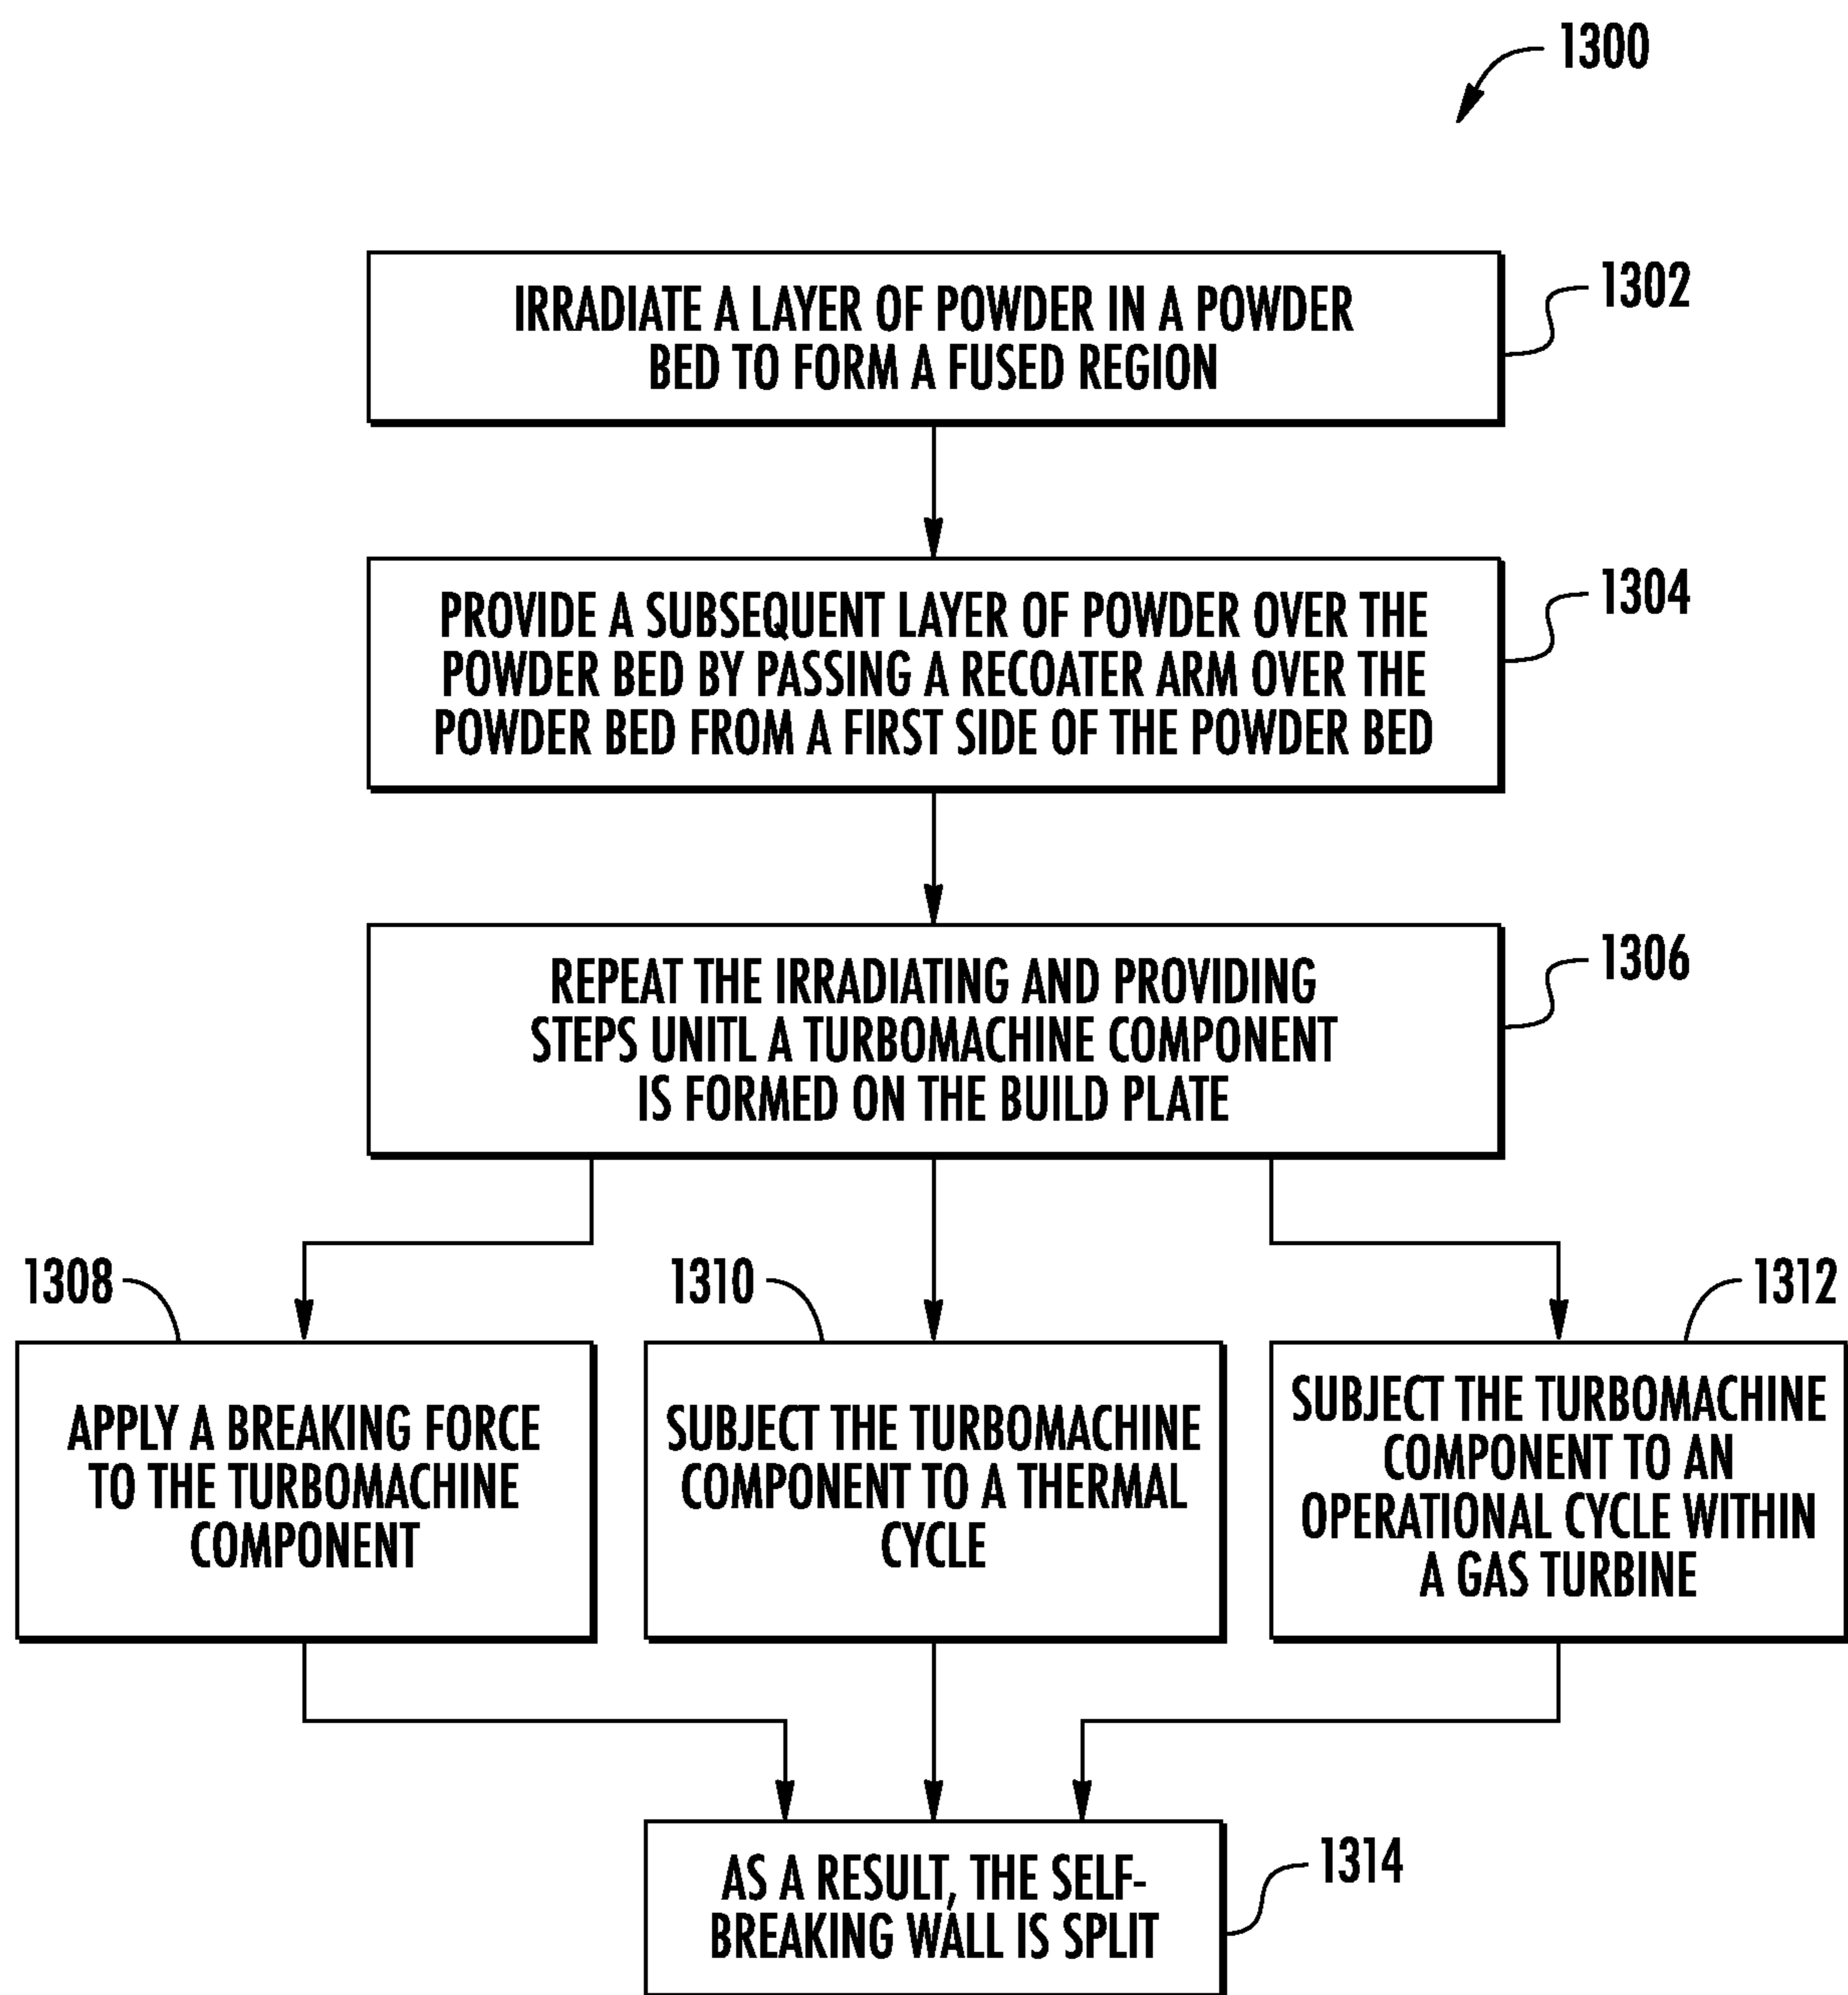 1300
IRRADIATE A LAYER OF POWDER IN A POWDER
BED TO FORM A FUSED REGION
1302
PROVIDE A SUBSEQUENT LAYER OF POWDER OVER THE
POWDER BED BY PASSING A RECOATER ARM OVER THE
POWDER BED FROM A FIRST SIDE OF THE POWDER BED
1304
REPEAT THE IRRADIATING AND PROVIDING
STEPS UNITL A TURBOMACHINE COMPONENT
IS FORMED ON THE BUILD PLATE
1306
1308
APPLY A BREAKING FORCE
TO THE TURBOMACHINE
COMPONENT
1310
SUBJECT THE TURBOMACHINE
COMPONENT TO A THERMAL
CYCLE
1312
SUBJECT THE TURBOMACHINE
COMPONENT TO AN
OPERATIONAL CYCLE WITHIN
A GAS TURBINE
AS A RESULT, THE SELF-
BREAKING WALL IS SPLIT
1314